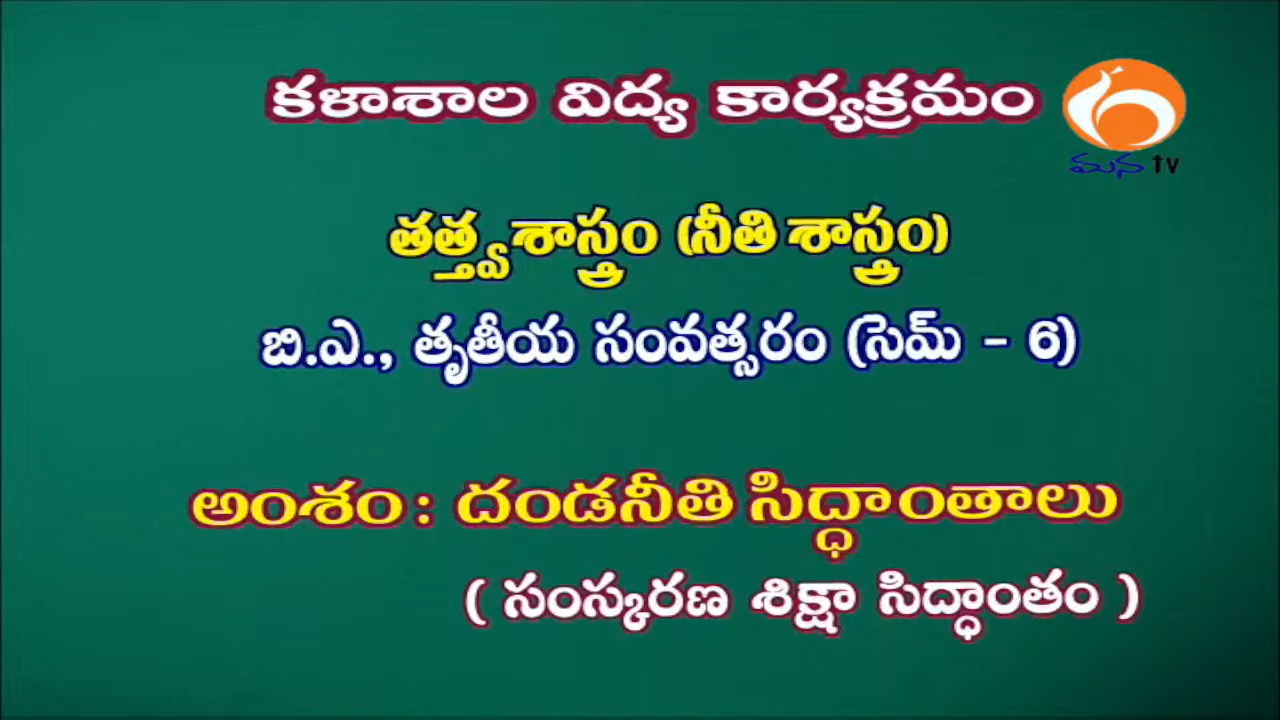 కళాశాల విద్య కార్యక్రమం
మన tv
తత్త్వశాస్త్రం (నీతి శాస్త్రం)
బి.ఎ., తృతీయ సంవత్సరం (సెమ్ - 6)
అంశం : దండనీతి సిద్ధాంతాలు
( సంస్కరణ శిక్షా సిద్ధాంతం )